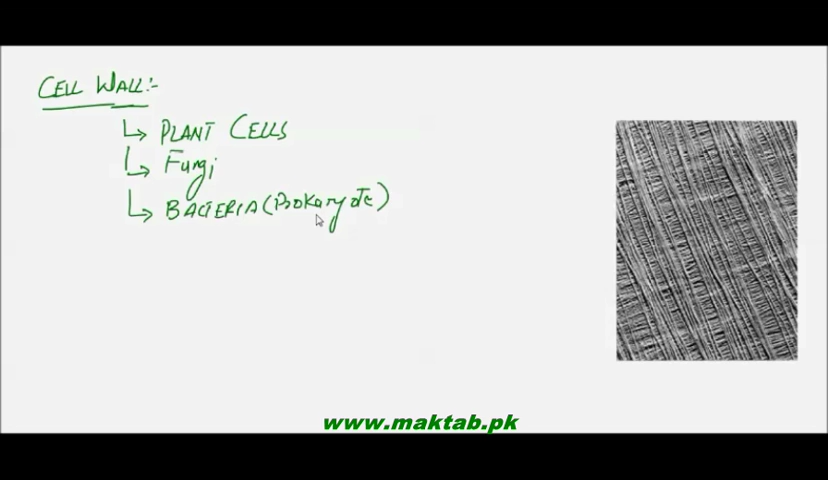 CELL WALL:-
PLANT CELLS
Fungi
BACTERIA (Prokaryote)
www.maktab.pk